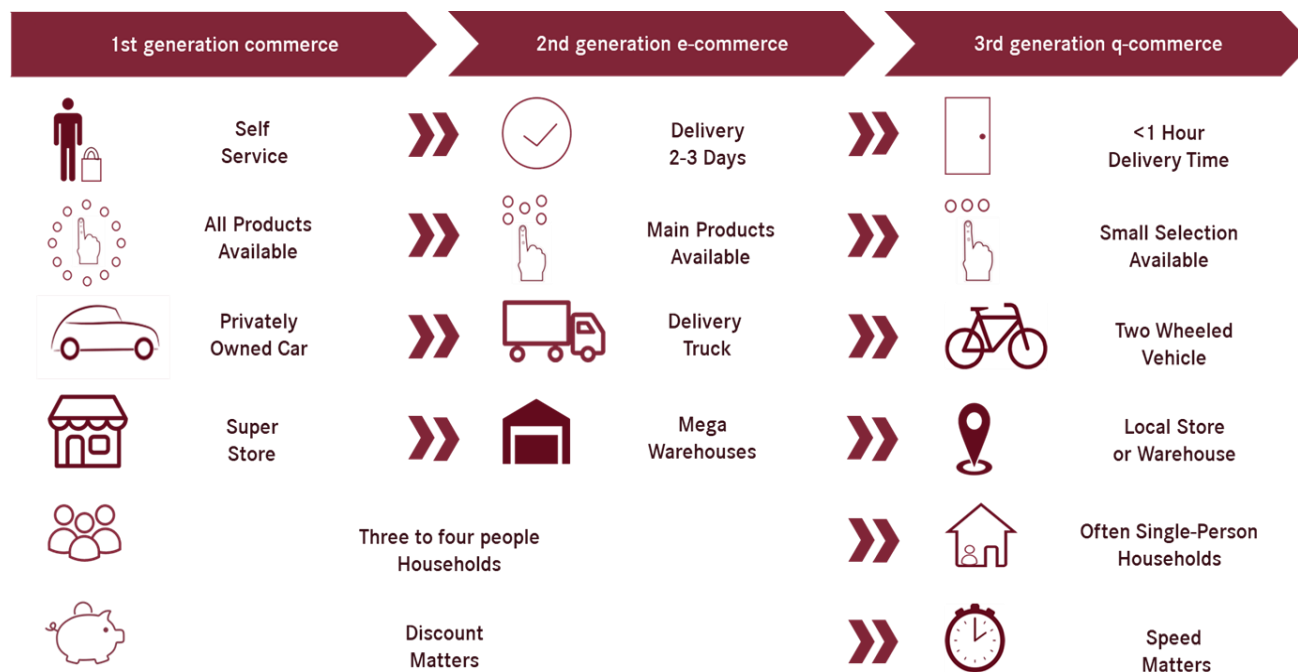 1st generation commerce
2nd generation e-commerce
3rd generation q-commerce
Self
Service
Delivery
2-3 Days
<1 Hour
Delivery Time
All Products
Available
Main Products
Available
Small Selection
Available
Privately
Owned Car
Delivery
Truck
Two Wheeled
Vehicle
Super
Store
Mega
Warehouses
Local Store
or Warehouse
Three to four people
Households
Often Single-Person
Households
Discount
Matters
Speed
Matters